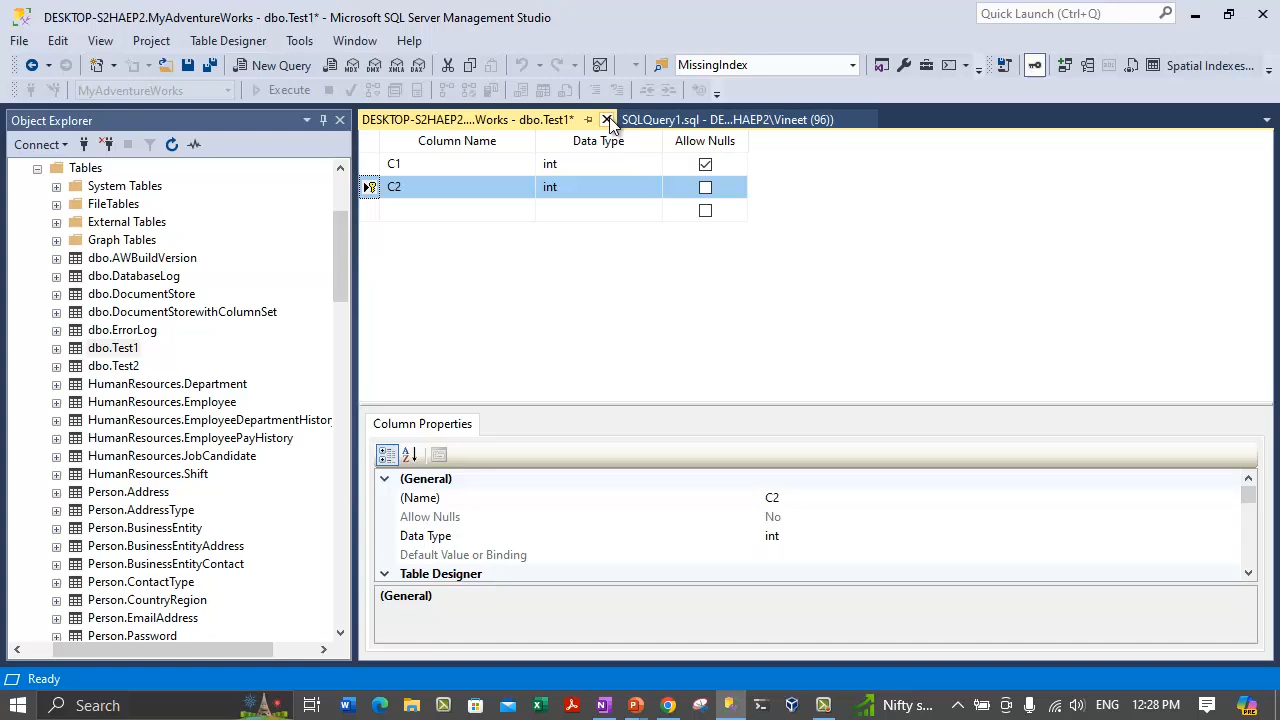 DESKTOP-S2HAEP2.MyAdventureWorks - dbo.Test1* - Microsoft SQL Server Management Studio
Quick Launch (Ctrl+Q)
File Edit View Project Table Designer Tools Window Help
New Query
MDX
DMX
XMLA
DAX
MissingIndex
Spatial Indexes...
MyAdventureWorks
Execute
Object Explorer
DESKTOP-S2HAEP2....Works - dbo.Test1*
SQLQuery1.sql - DE...HAEP2\Vineet (96))
Connect
Column Name Data Type Allow Nulls
C1 int
C2 int
Tables
System Tables
FileTables
External Tables
Graph Tables
dbo.AWBuildVersion
dbo.DatabaseLog
dbo.DocumentStore
dbo.DocumentStorewithColumnSet
dbo.ErrorLog
dbo.Test1
dbo.Test2
HumanResources.Department
HumanResources.Employee
HumanResources.EmployeeDepartmentHistor
HumanResources.EmployeePayHistory
HumanResources.JobCandidate
HumanResources.Shift
Person.Address
Person.AddressType
Person.BusinessEntity
Person.BusinessEntityAddress
Person.BusinessEntityContact
Person.ContactType
Person.CountryRegion
Person.EmailAddress
Person.Password
Column Properties
(General)
(Name) C2
Allow Nulls No
Data Type int
Default Value or Binding
Table Designer
(General)
Ready
Search
Nifty s...
ENG
12:28 PM